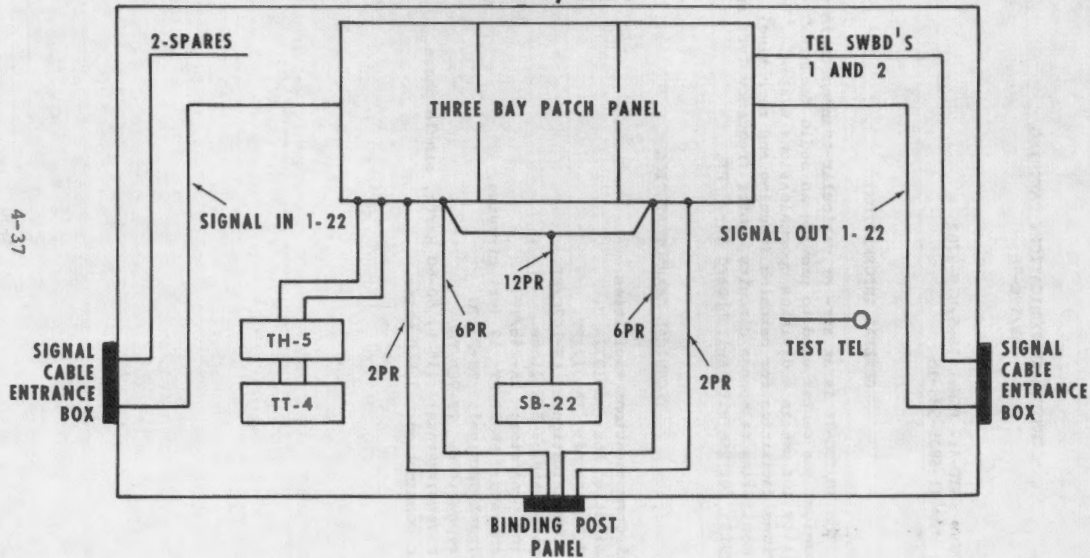 2-SPARES
TEL SWBD'S
1 AND 2
THREE BAY PATCH PANEL
SIGNAL IN 1-22
SIGNAL OUT 1-22
12PR
6PR
6PR
2PR
2PR
TEST TEL
TH-5
TT-4
SB-22
SIGNAL
CABLE
ENTRANCE
BOX
SIGNAL
CABLE
ENTRANCE
BOX
BINDING POST
PANEL
4-37